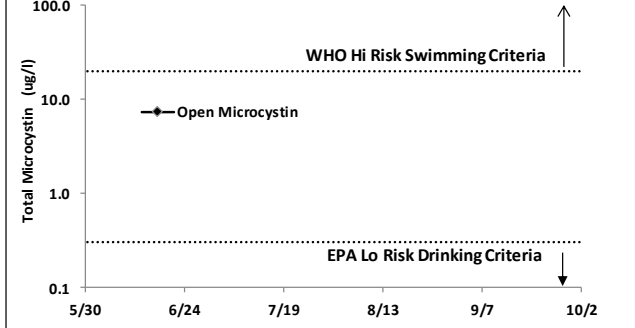 100.0
WHO Hi Risk Swimming Criteria
10.0
Open Microcystin
Total Microcystin (ug/l)
1.0
EPA Lo Risk Drinking Criteria
0.1
5/30 6/24 7/19 8/13 9/7 10/2